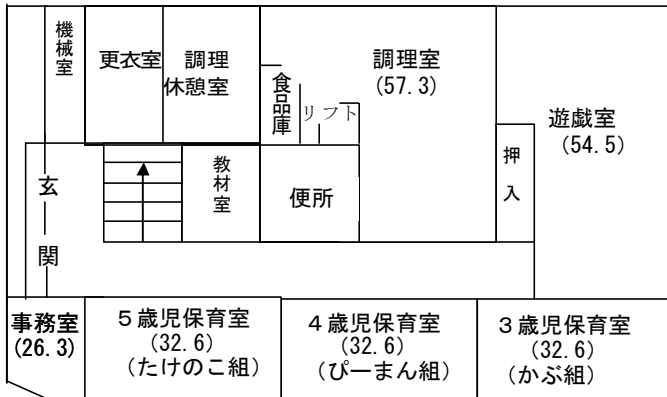 機械室
更衣室
調理
休憩室
食品庫
リフト
調理室
(57.3)
遊戯室
(54.5)
押入
玄関
教材室
便所
事務室
(26.3)
５歳児保育室
(32.6)
(たけのこ組)
４歳児保育室
(32.6)
(ぴーまん組)
３歳児保育室
(32.6)
(かぶ組)